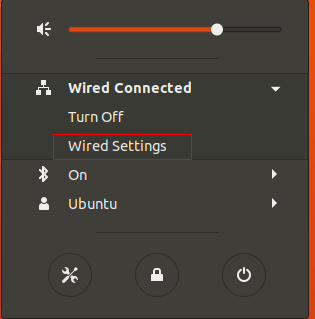 Wired Connected
Turn Off
Wired Settings
On
Ubuntu